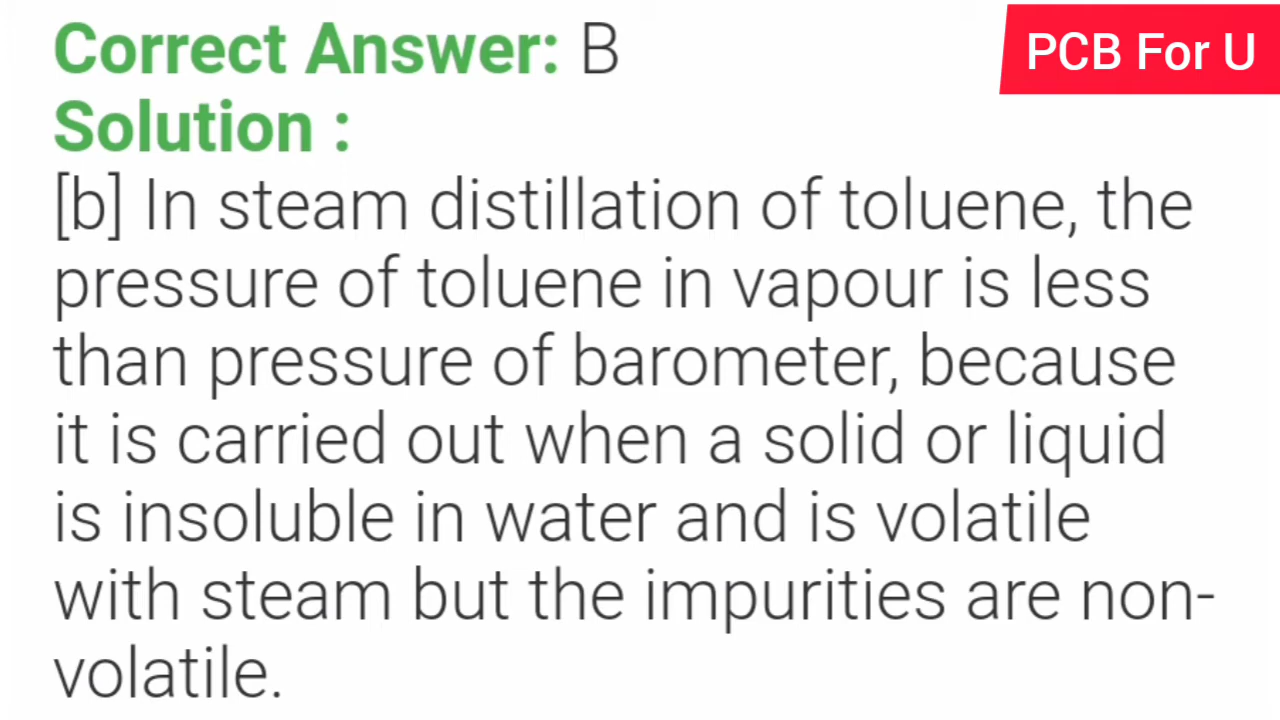 Correct Answer: B
PCB For U
Solution :
[b] In steam distillation of toluene, the
pressure of toluene in vapour is less
than pressure of barometer, because
it is carried out when a solid or liquid
is insoluble in water and is volatile
with steam but the impurities are non-
volatile.